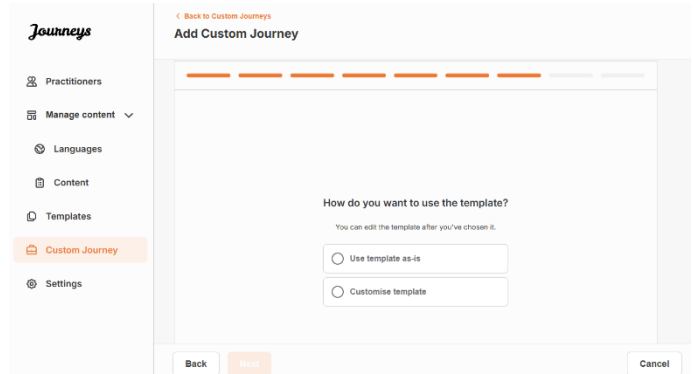 Journeys
Practitioners
Manage content
Languages
Content
Templates
Custom Journey
Settings
Back to Custom Journeys
Add Custom Journey
How do you want to use the template?
You can edit the template after you've chosen it.
Use template as-is
Customise template
Back
Next
Cancel